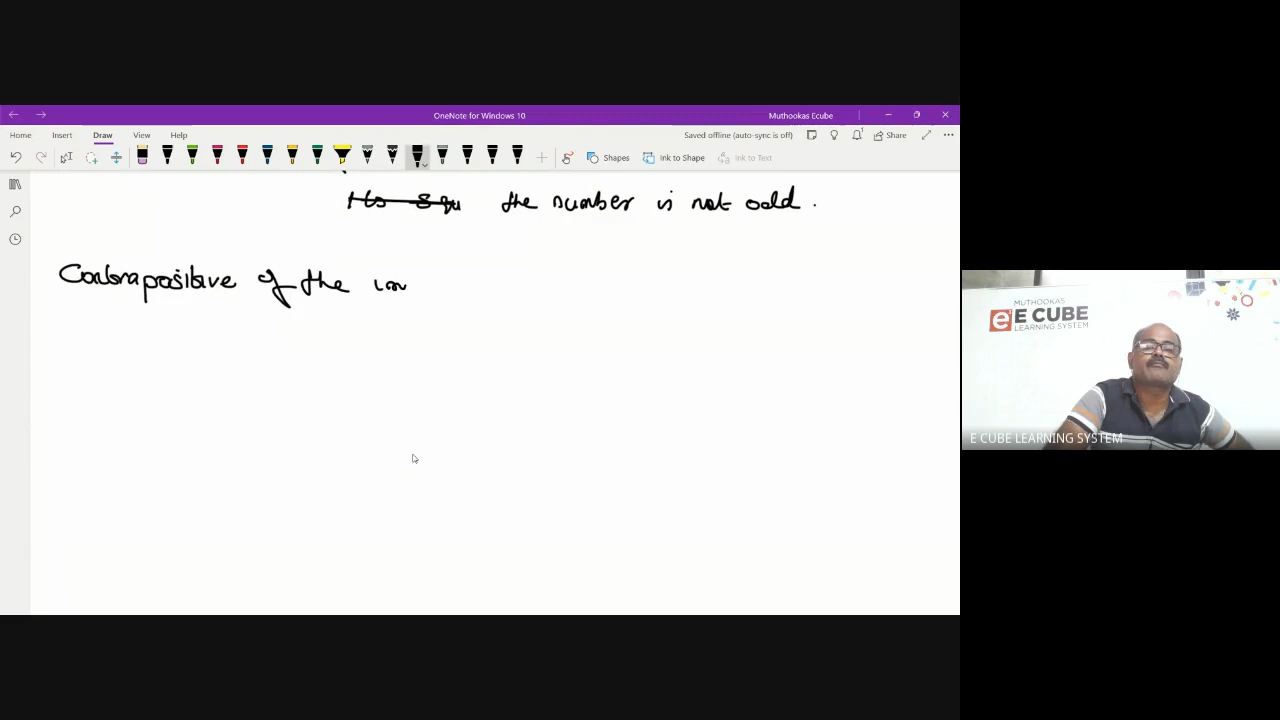 OneNote for Windows 10
Muthookas Ecube
Home Insert Draw View Help
Saved offline (auto-sync is off)
Share
Shapes
Ink to Shape
Ink to Text
the number is not odd.
Contrapositive of the
MUTHOOKAS
e E CUBE
LEARNING SYSTEM
E CUBE LEARNING SYSTEM